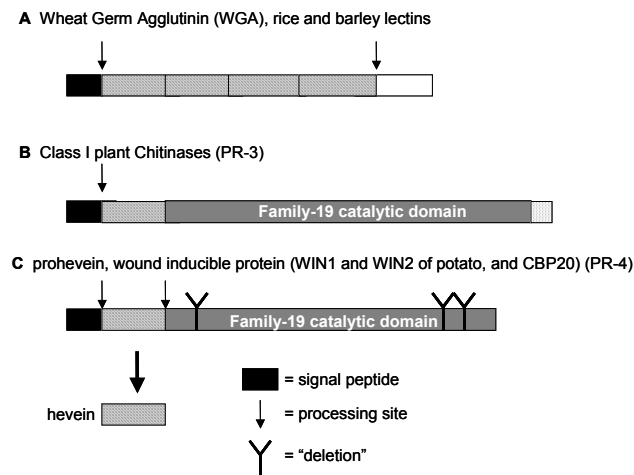 A Wheat Germ Agglutinin (WGA), rice and barley lectins
B Class I plant Chitinases (PR-3)
Family-19 catalytic domain
C prohevein, wound inducible protein (WIN1 and WIN2 of potato, and CBP20) (PR-4)
Family-19 catalytic domain
= signal peptide
hevein
= processing site
= “deletion”